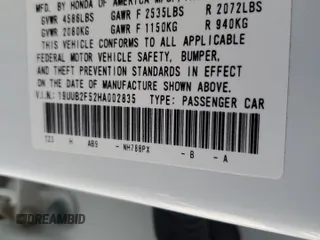 MFD. BY HONDA OF AMERICA MFG.,
GVWR 4586LBS GAWR F 2535LBS R 2072LBS
GVWR 2080KG GAWR F 1150KG R 940KG
THIS VEHICLE CONFORMS TO ALL APPLICABLE
FEDERAL MOTOR VEHICLE SAFETY, BUMPER,
AND THEFT PREVENTION STANDARDS IN EFFECT
ON THE DATE OF MANUFACTURE SHOWN ABOVE.
V.I.N.: 19UUB2F52HA002835 TYPE: PASSENGER CAR
TZ3 H AB9 - NH788PX - B - A
DREAMBID